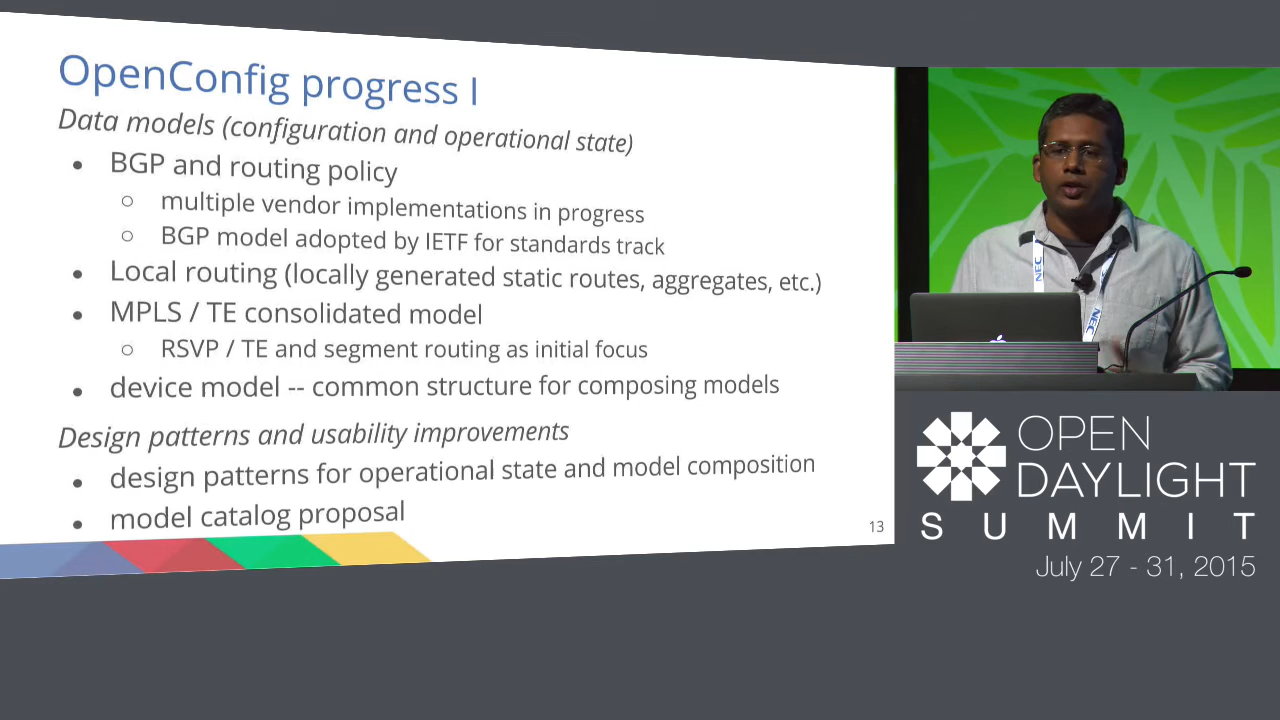 OpenConfig progress I
Data models (configuration and operational state)
● BGP and routing policy
○ multiple vendor implementations in progress
○ BGP model adopted by IETF for standards track
● Local routing (locally generated static routes, aggregates, etc.)
● MPLS / TE consolidated model
○ RSVP / TE and segment routing as initial focus
● device model -- common structure for composing models
Design patterns and usability improvements
● design patterns for operational state and model composition
● model catalog proposal
13
NEC
NEC
OPEN
DAYLIGHT
SUMMIT
July 27 - 31, 2015